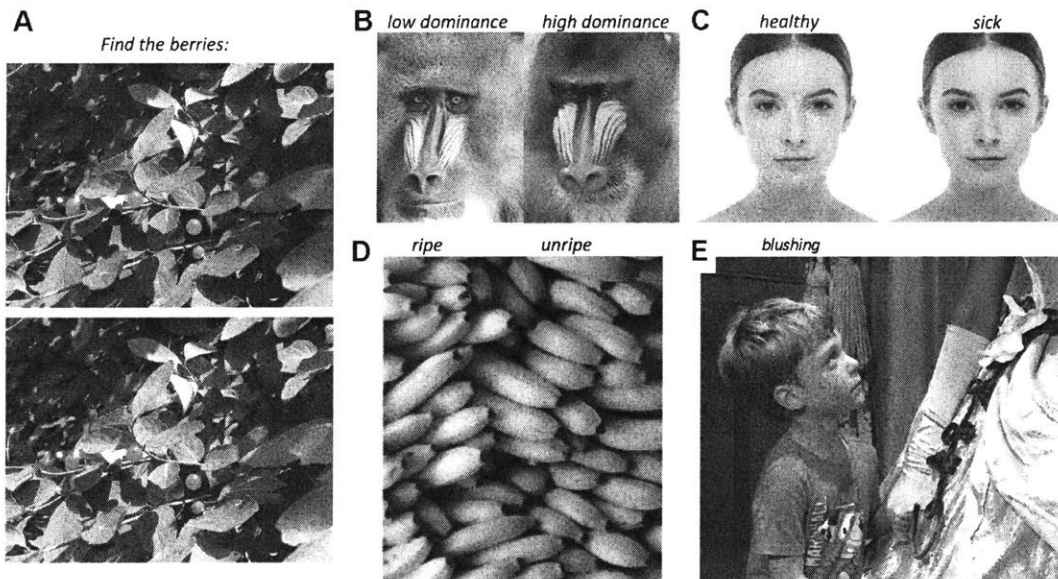 A
Find the berries:
B
low dominance
high dominance
C
healthy
sick
D
ripe
unripe
E
blushing